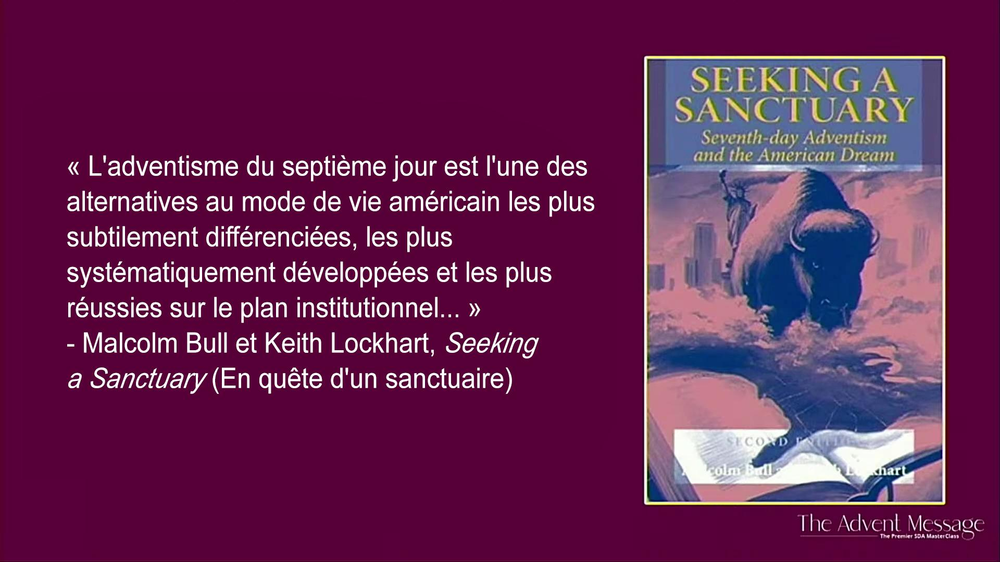 « L'adventisme du septième jour est l'une des
alternatives au mode de vie américain les plus
subtilement différenciées, les plus
systématiquement développées et les plus
réussies sur le plan institutionnel... »
- Malcolm Bull et Keith Lockhart, Seeking
a Sanctuary (En quête d'un sanctuaire)
SEEKING A
SANCTUARY
Seventh-day Adventism
and the American Dream
SECOND
Bull
The Advent Message
The Premier SDA MasterClass